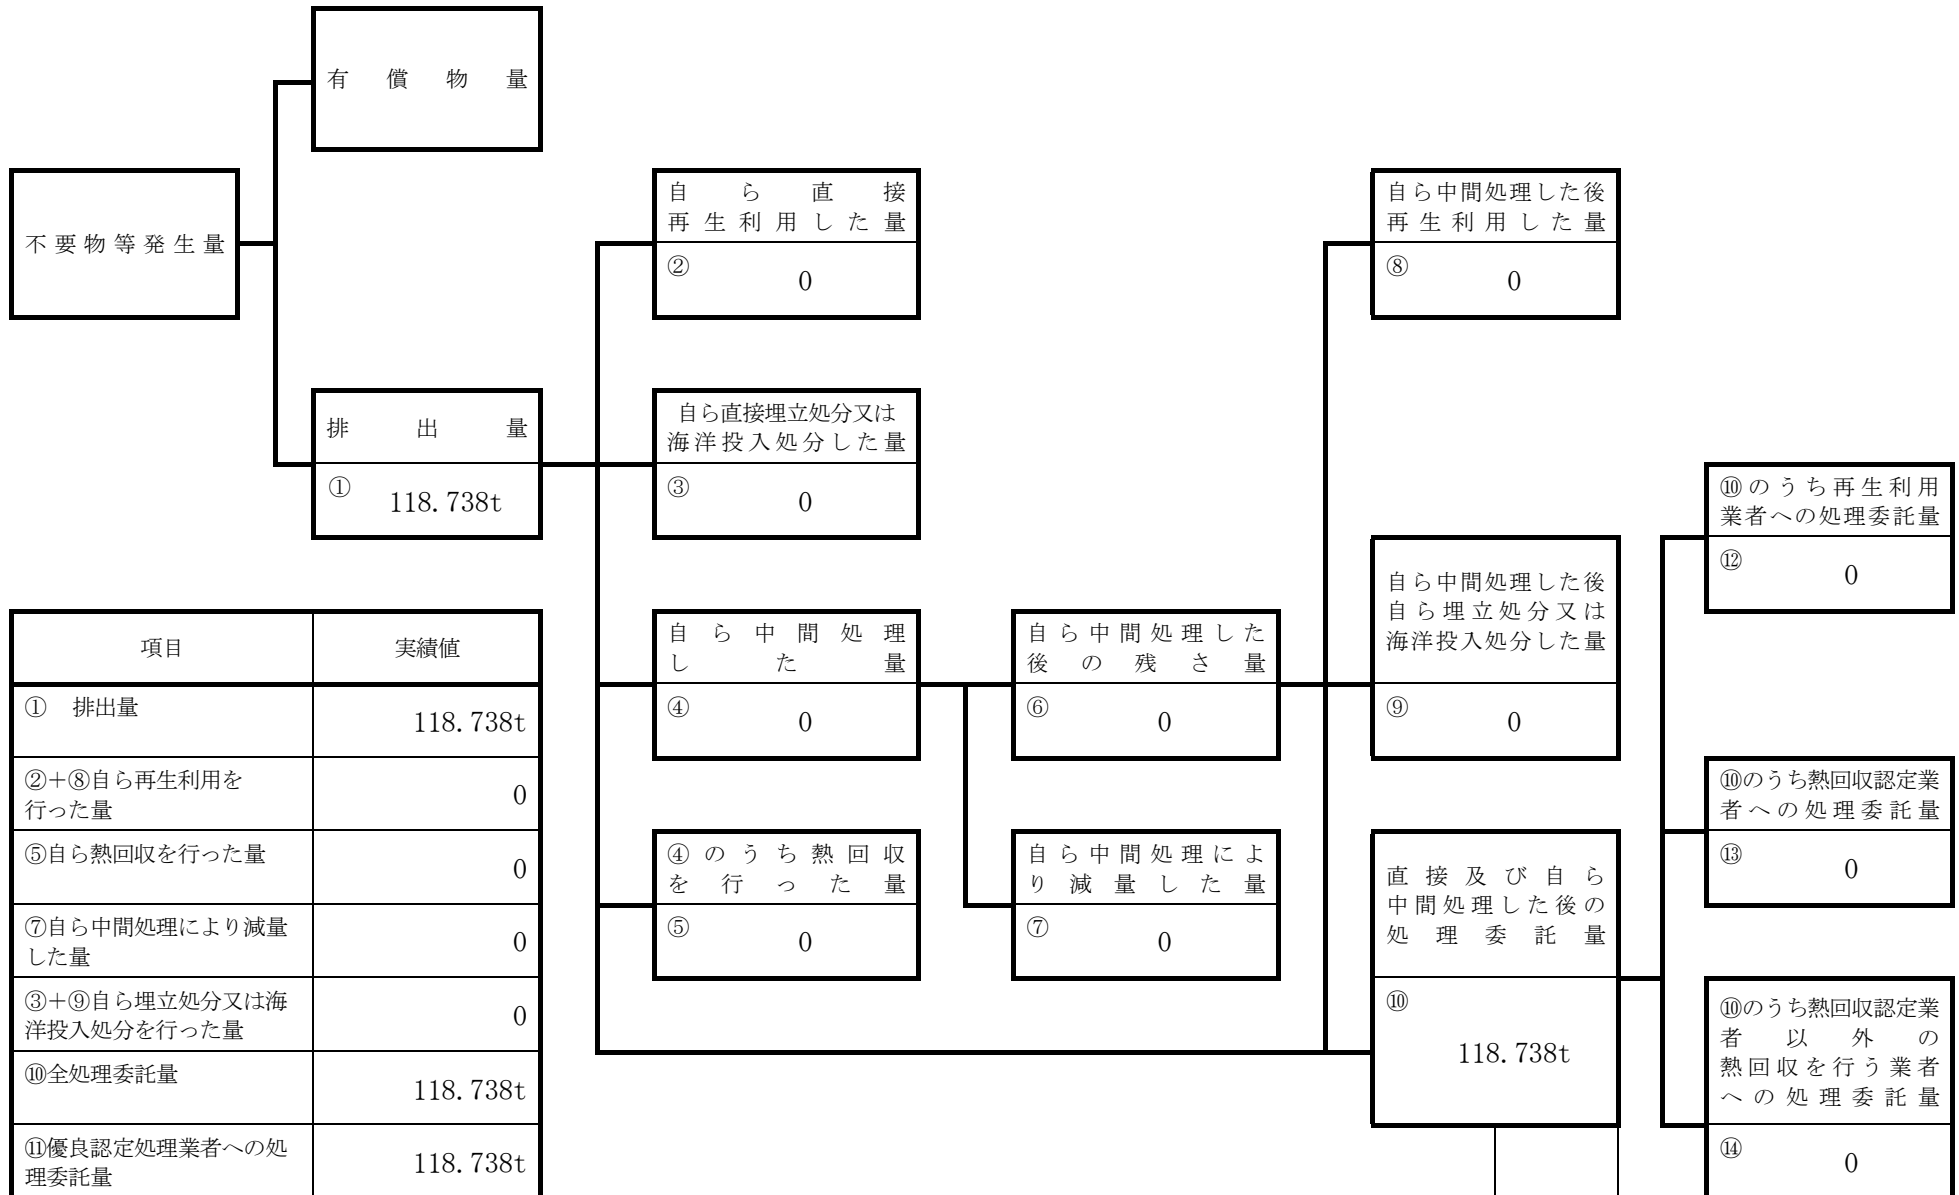 有償物量
不要物等発生量
自ら直接
再生利用した量
②
0
自ら中間処理した後
再生利用した量
⑧
0
排出量
①
118.738t
自ら直接埋立処分又は
海洋投入処分した量
③
0
⑩のうち再生利用
業者への処理委託量
⑫
0
自ら中間処理した後
自ら埋立処分又は
海洋投入処分した量
⑨
0
自ら中間処理
した量
④
0
自ら中間処理した
後の残さ量
⑥
0
⑩のうち熱回収認定業
者への処理委託量
⑬
0
④のうち熱回収
を行った量
⑤
0
自ら中間処理によ
り減量した量
⑦
0
直接及び自ら
中間処理した後の
処理委託量
⑩
118.738t
⑩のうち熱回収認定業
者以外の
熱回収を行う業者
への処理委託量
⑭
0
項目 実績値
① 排出量 118.738t
②+⑧自ら再生利用を
行った量 0
⑤自ら熱回収を行った量 0
⑦自ら中間処理により減量
した量 0
③+⑨自ら埋立処分又は海
洋投入処分を行った量 0
⑩全処理委託量 118.738t
⑪優良認定処理業者への処
理委託量 118.738t